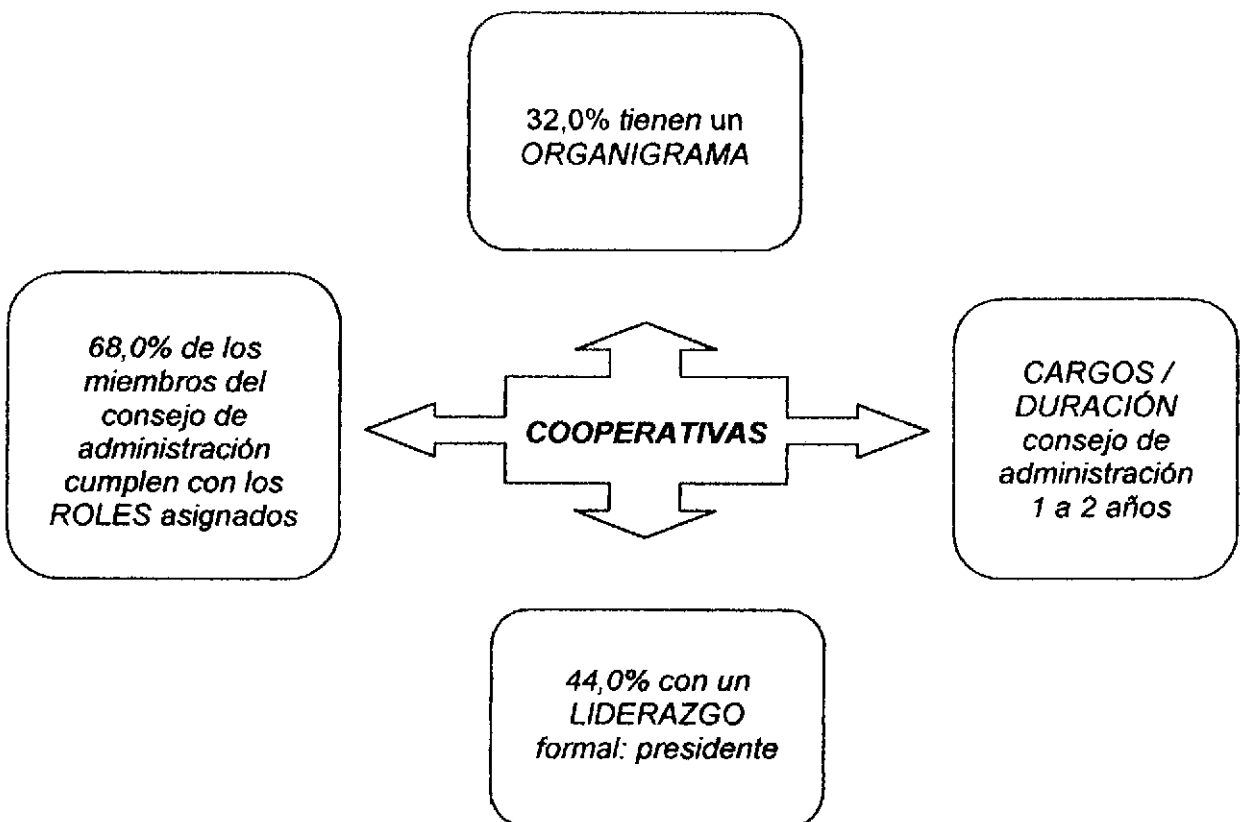 32,0% tienen un
ORGANIGRAMA
68,0% de los
miembros del
consejo de
administración
cumplen con los
ROLES asignados
COOPERATIVAS
CARGOS /
DURACIÓN
consejo de
administración
1 a 2 años
44,0% con un
LIDERAZGO
formal: presidente